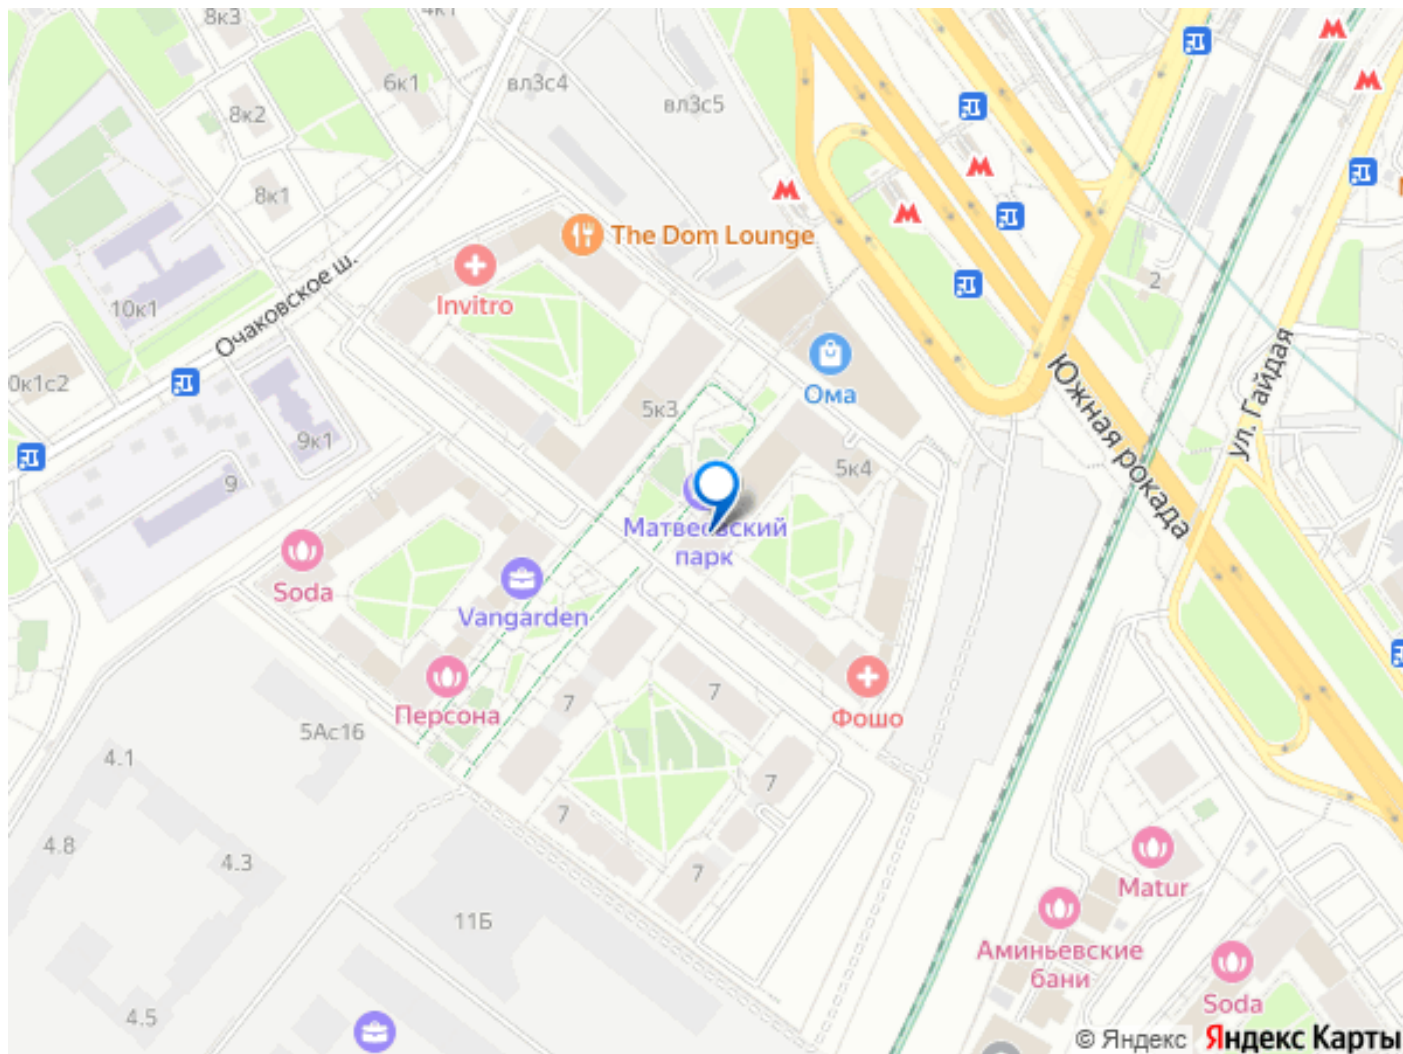 8к3
4к1
6к1
вл3с4
вл3с5
8к2
8к1
The Dom Lounge
Invitro
10к1
Очаковское ш.
2
0к1с2
Ома
5к3
9к1
9
5к4
Южная рокада
ул. Гайдая
Матвеевский
парк
Soda
Vangarden
Персона
7
7
Фошо
5Ас16
4.1
7
7
4.8
4.3
7
Matur
11Б
Аминьевские
бани
4.5
Soda
© Яндекс Яндекс Карты